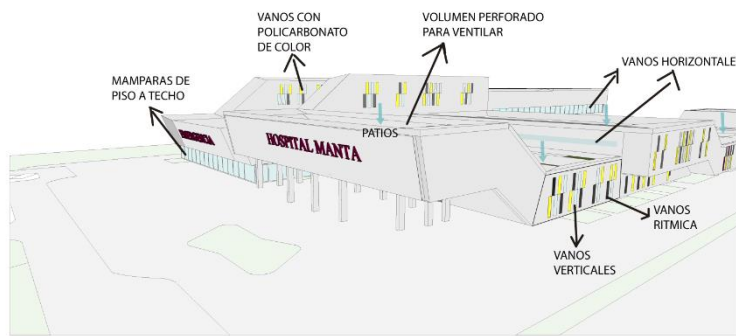 VANOS CON
POLICARBONATO
DE COLOR
VOLUMEN PERFORADO
PARA VENTILAR
VANOS HORIZONTALE
MAMPARAS DE
PISO A TECHO
PATIOS
EMERGENCIA
HOSPITAL MANTA
VANOS
RITMICA
VANOS
VERTICALES